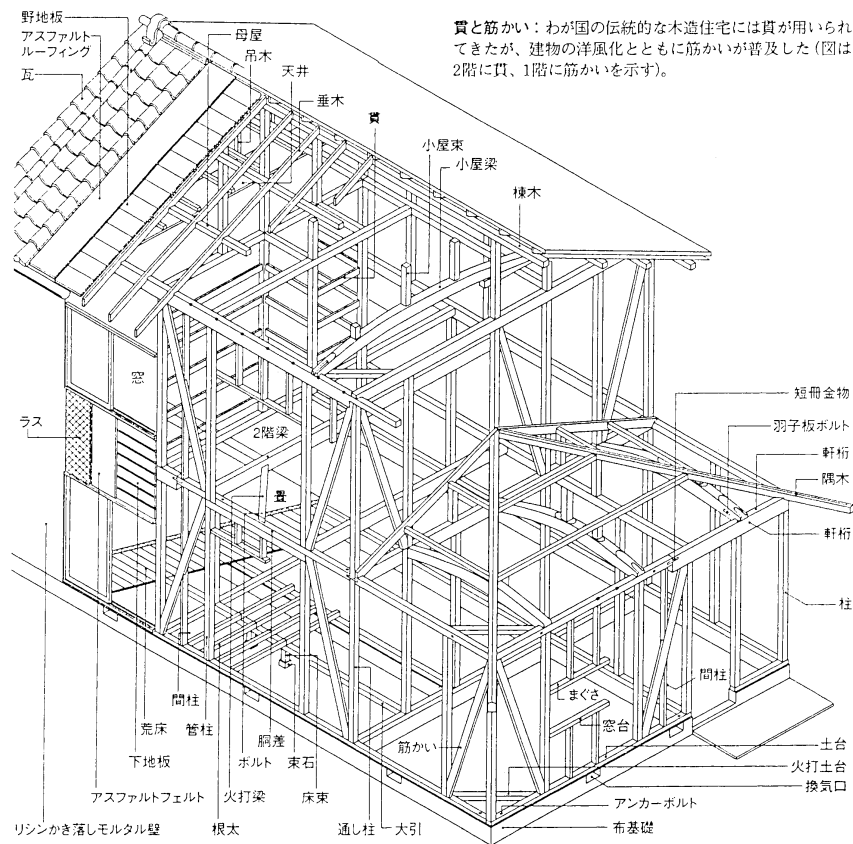 貫と筋かい：わが国の伝統的な木造住宅には貫が用いられ
てきたが、建物の洋風化とともに筋かいが普及した（図は
2階に貫、1階に筋かいを示す）。
野地板
アスファルト
ルーフィング
瓦
母屋
吊木
天井
垂木
貫
小屋束
小屋梁
棟木
窓
ラス
2階梁
畳
短冊金物
羽子板ボルト
軒桁
隅木
軒桁
柱
間柱
まぐさ
窓台
筋かい
土台
火打土台
換気口
アンカーボルト
布基礎
間柱
荒床
管柱
胴差
下地板
ボルト
束石
アスファルトフェルト
火打梁
床束
リシンかき落しモルタル壁
根太
通し柱
大引